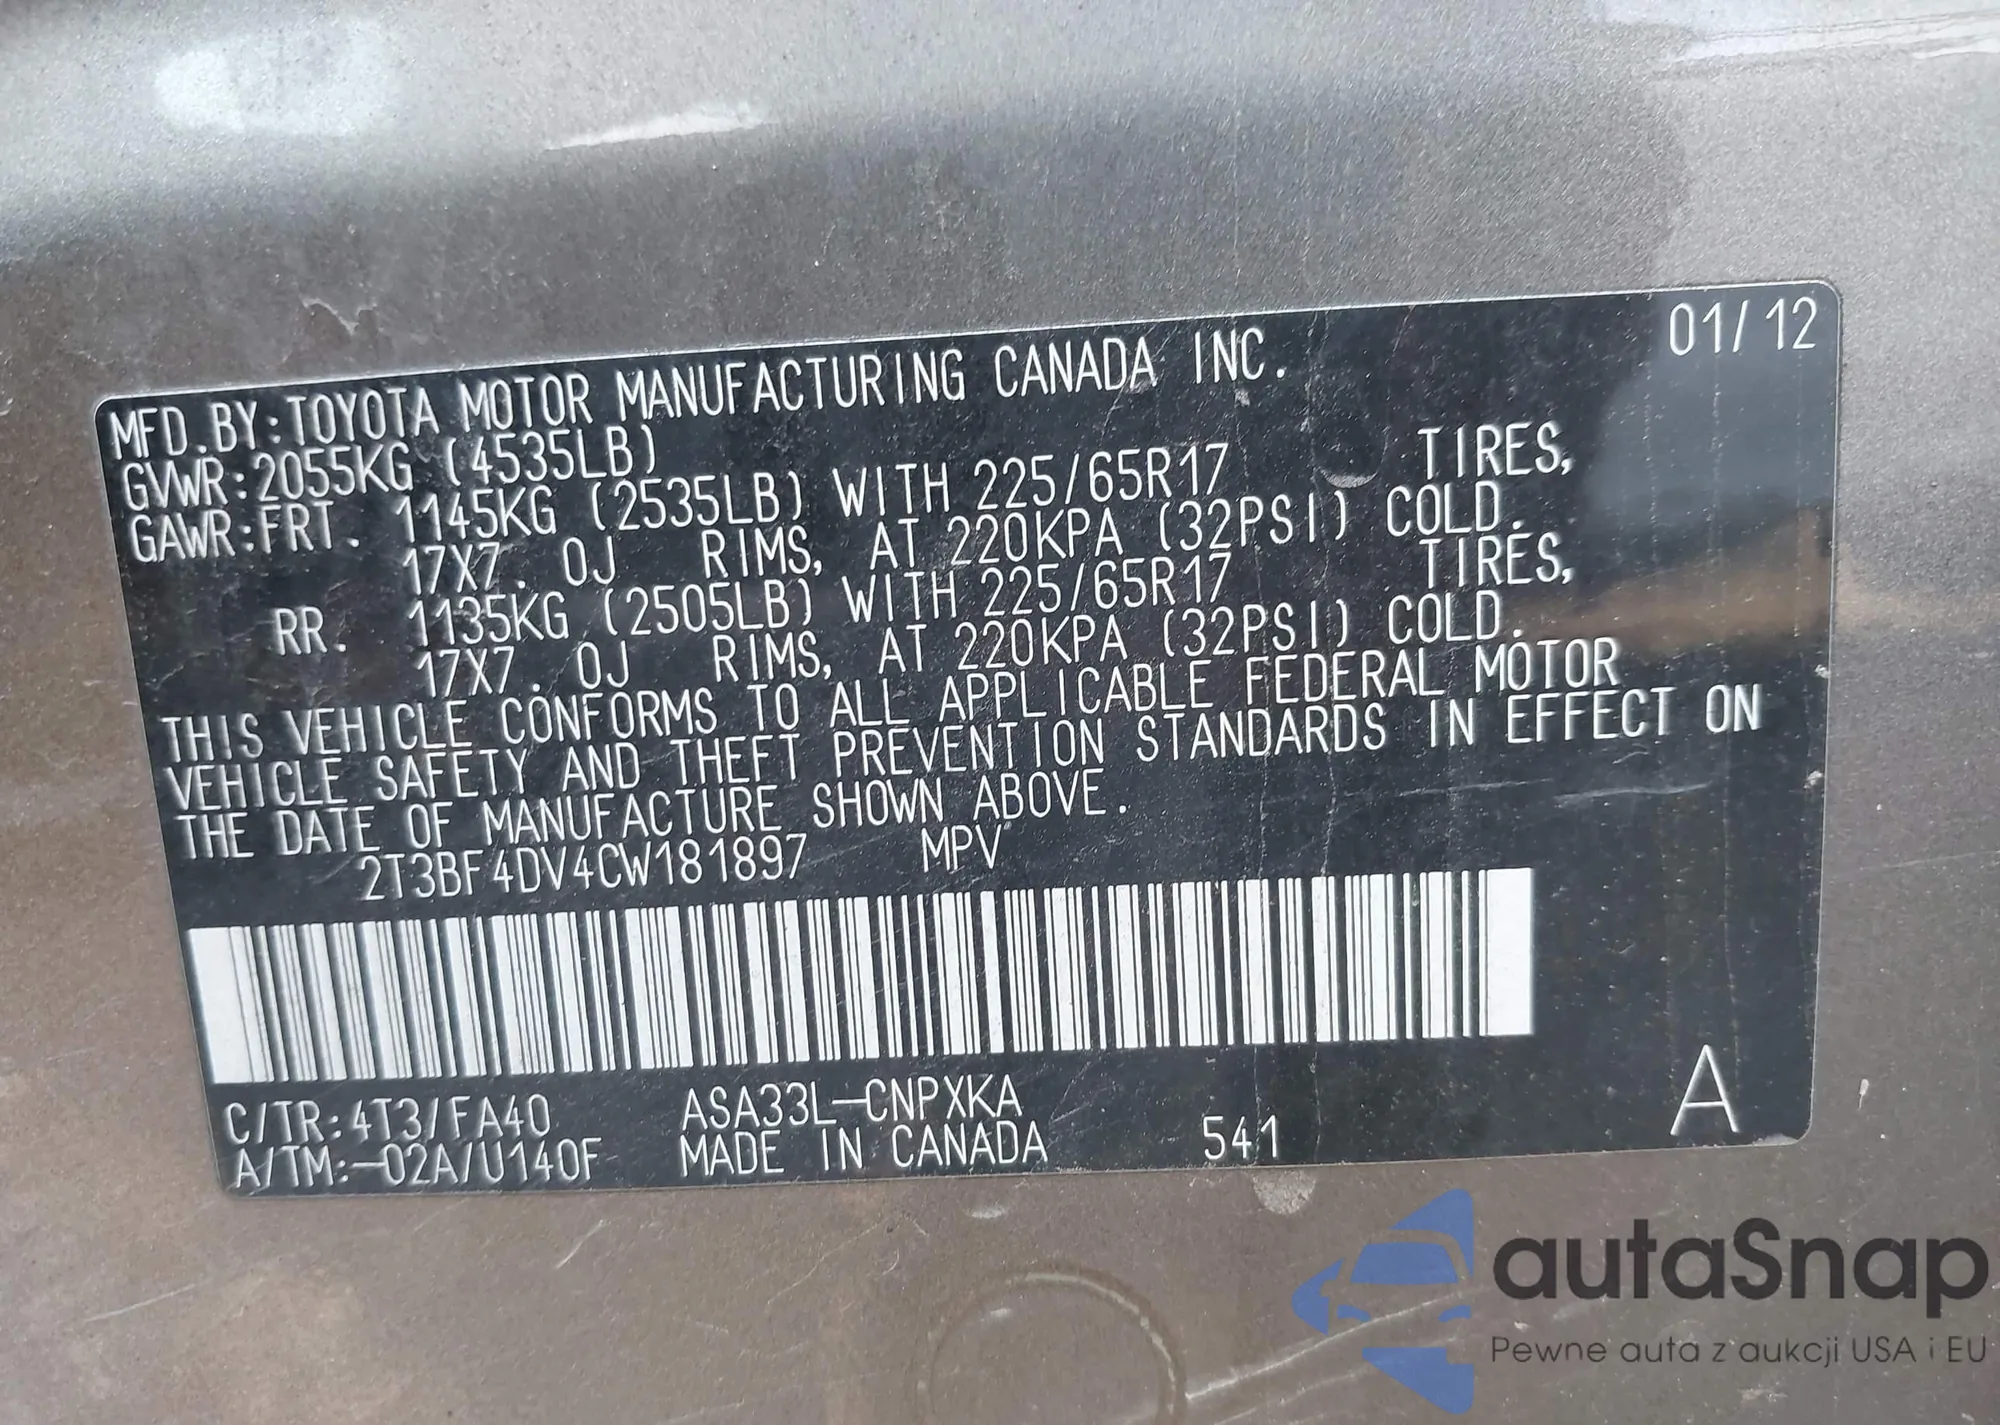 01/12
MFD.BY:TOYOTA MOTOR MANUFACTURING CANADA INC.
GVWR:2055KG (4535LB)
GAWR:FRT. 1145KG (2535LB) WITH 225/65R17 TIRES,
17X7.0J RIMS, AT 220KPA (32PSI) COLD.
RR. 1135KG (2505LB) WITH 225/65R17 TIRES,
17X7.0J RIMS, AT 220KPA (32PSI) COLD.
THIS VEHICLE CONFORMS TO ALL APPLICABLE FEDERAL MOTOR
VEHICLE SAFETY AND THEFT PREVENTION STANDARDS IN EFFECT ON
THE DATE OF MANUFACTURE SHOWN ABOVE.
2T3BF4DV4CW181897 MPV
C/TR:4T3/FA40 ASA33L-CNPXKA
A/TM:-02A/U140F MADE IN CANADA 541 A
autaSnap
Pewne auta z aukcji USA i EU